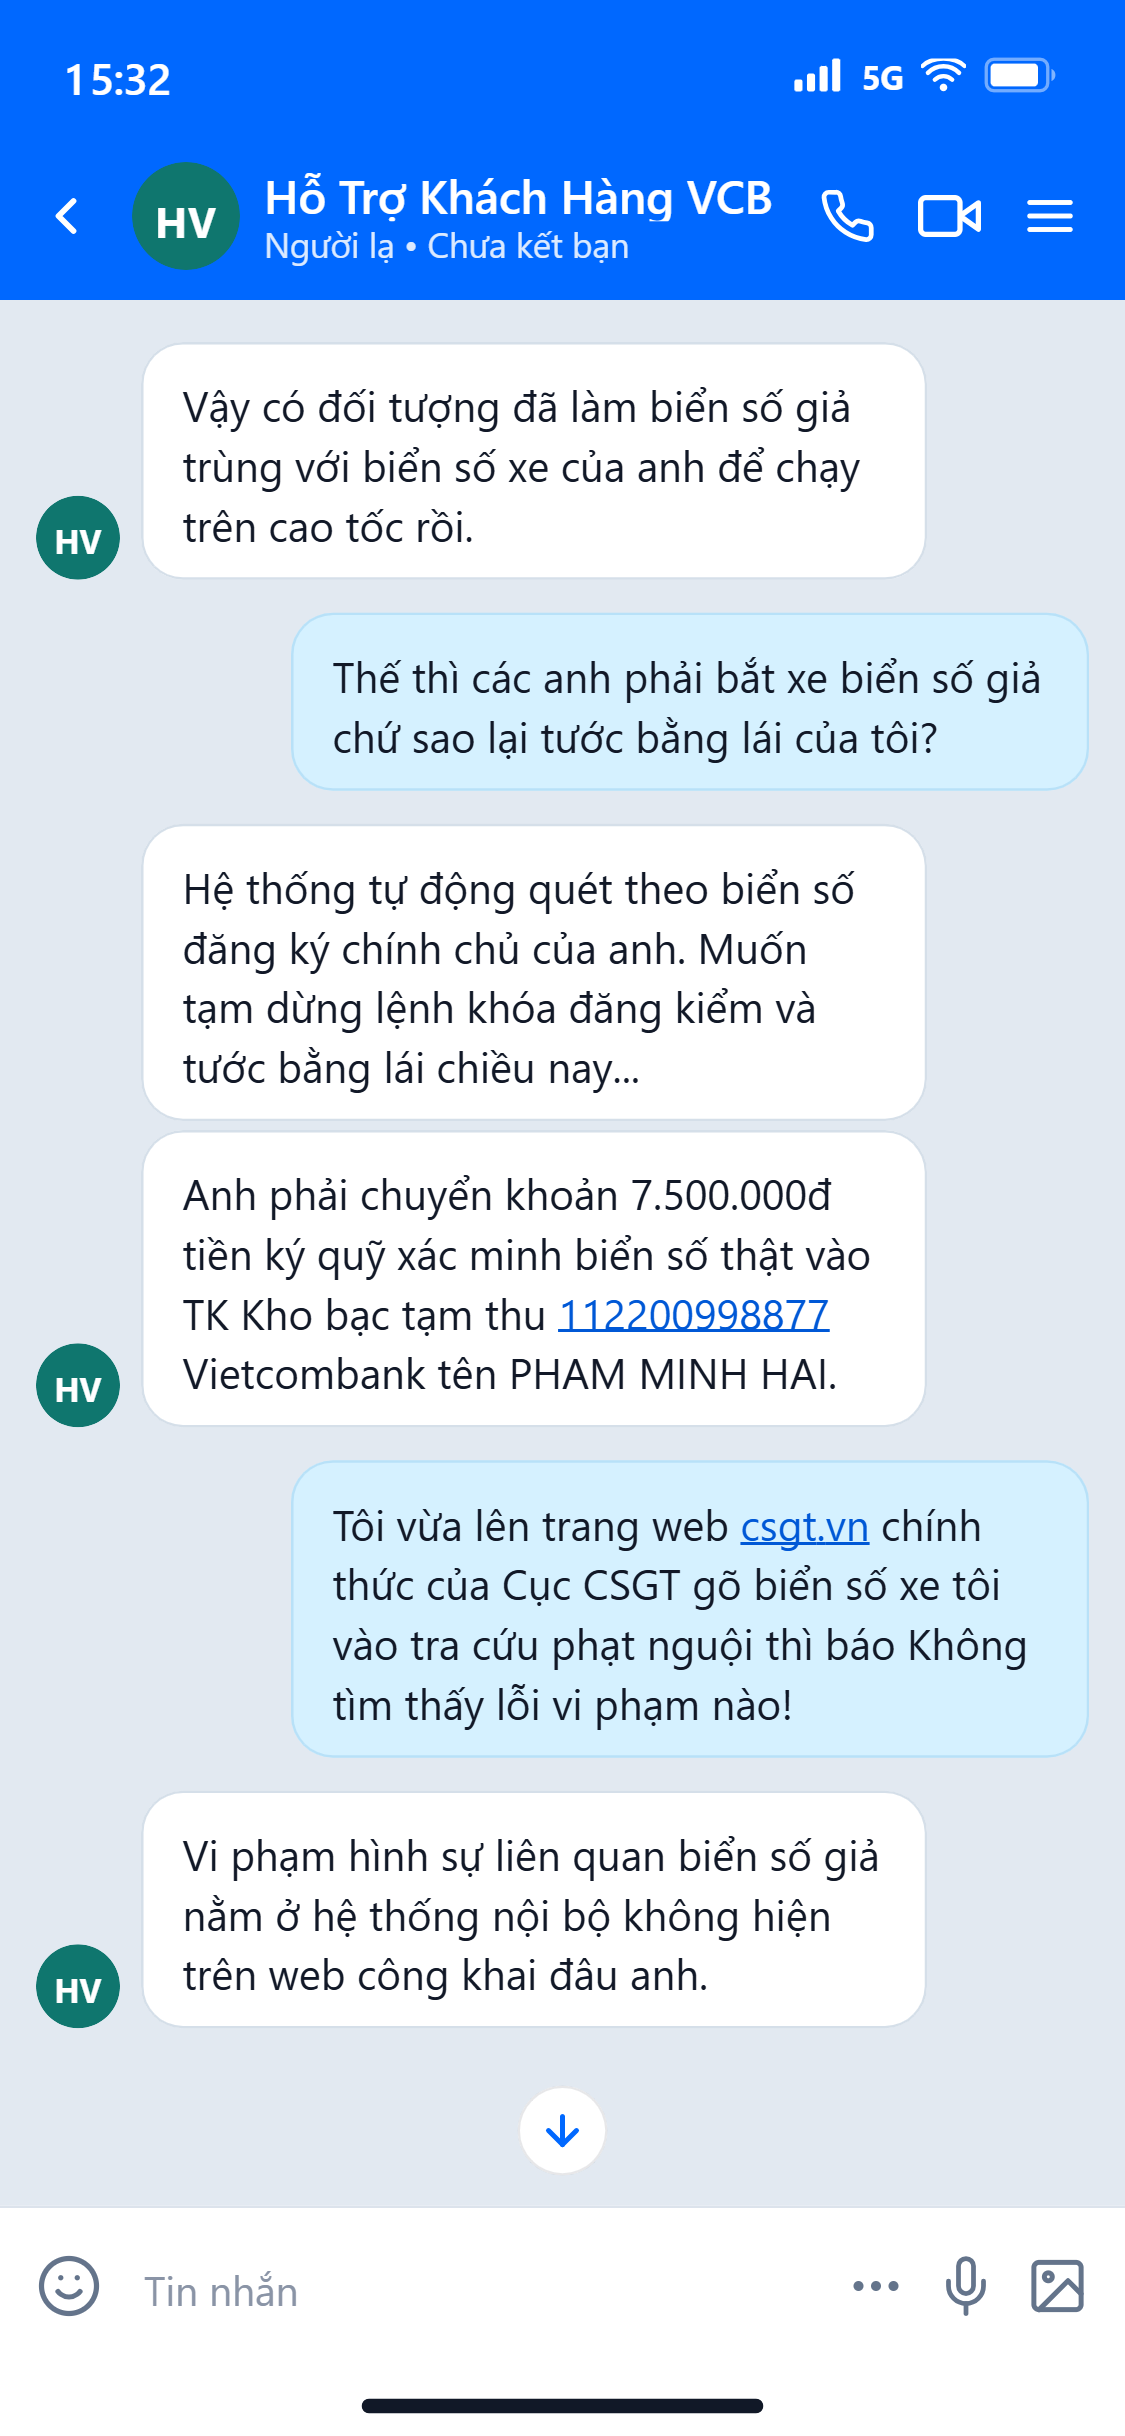 15:32
5G
HV
Hỗ Trợ Khách Hàng VCB
Người lạ • Chưa kết bạn
Vậy có đối tượng đã làm biển số giả
trùng với biển số xe của anh để chạy
trên cao tốc rồi.
HV
Thế thì các anh phải bắt xe biển số giả
chứ sao lại tước bằng lái của tôi?
Hệ thống tự động quét theo biển số
đăng ký chính chủ của anh. Muốn
tạm dừng lệnh khóa đăng kiểm và
tước bằng lái chiều nay...
Anh phải chuyển khoản 7.500.000đ
tiền ký quỹ xác minh biển số thật vào
TK Kho bạc tạm thu 112200998877
Vietcombank tên PHAM MINH HAI.
HV
Tôi vừa lên trang web csgt.vn chính
thức của Cục CSGT gõ biển số xe tôi
vào tra cứu phạt nguội thì báo Không
tìm thấy lỗi vi phạm nào!
Vi phạm hình sự liên quan biển số giả
nằm ở hệ thống nội bộ không hiện
trên web công khai đâu anh.
HV
Tin nhắn